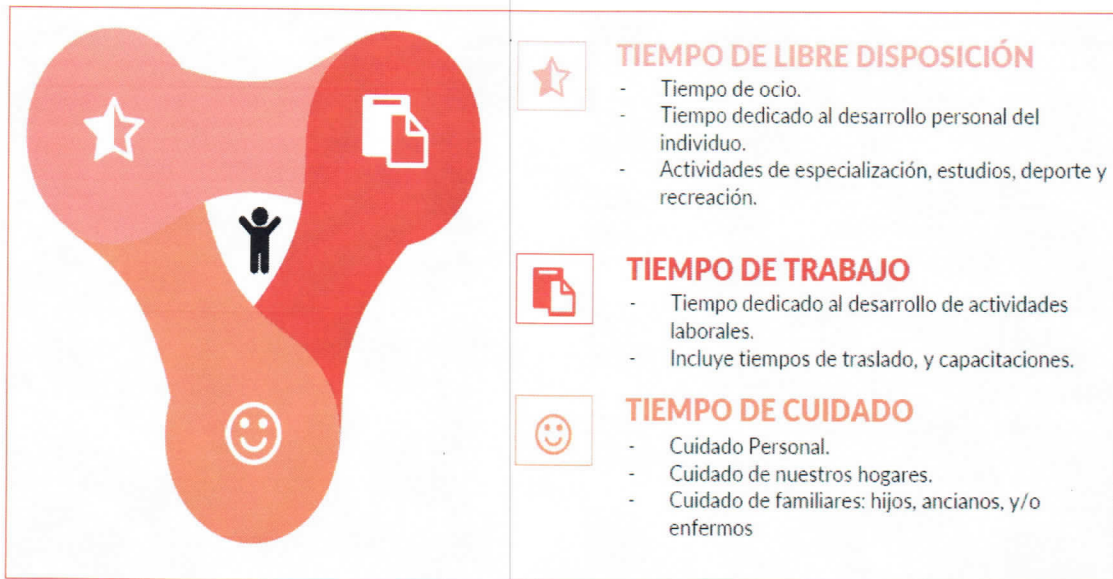 TIEMPO DE LIBRE DISPOSICIÓN
- Tiempo de ocio.
- Tiempo dedicado al desarrollo personal del
individuo.
- Actividades de especialización, estudios, deporte y
recreación.
TIEMPO DE TRABAJO
- Tiempo dedicado al desarrollo de actividades
laborales.
- Incluye tiempos de traslado, y capacitaciones.
TIEMPO DE CUIDADO
- Cuidado Personal.
- Cuidado de nuestros hogares.
- Cuidado de familiares: hijos, ancianos, y/o
enfermos